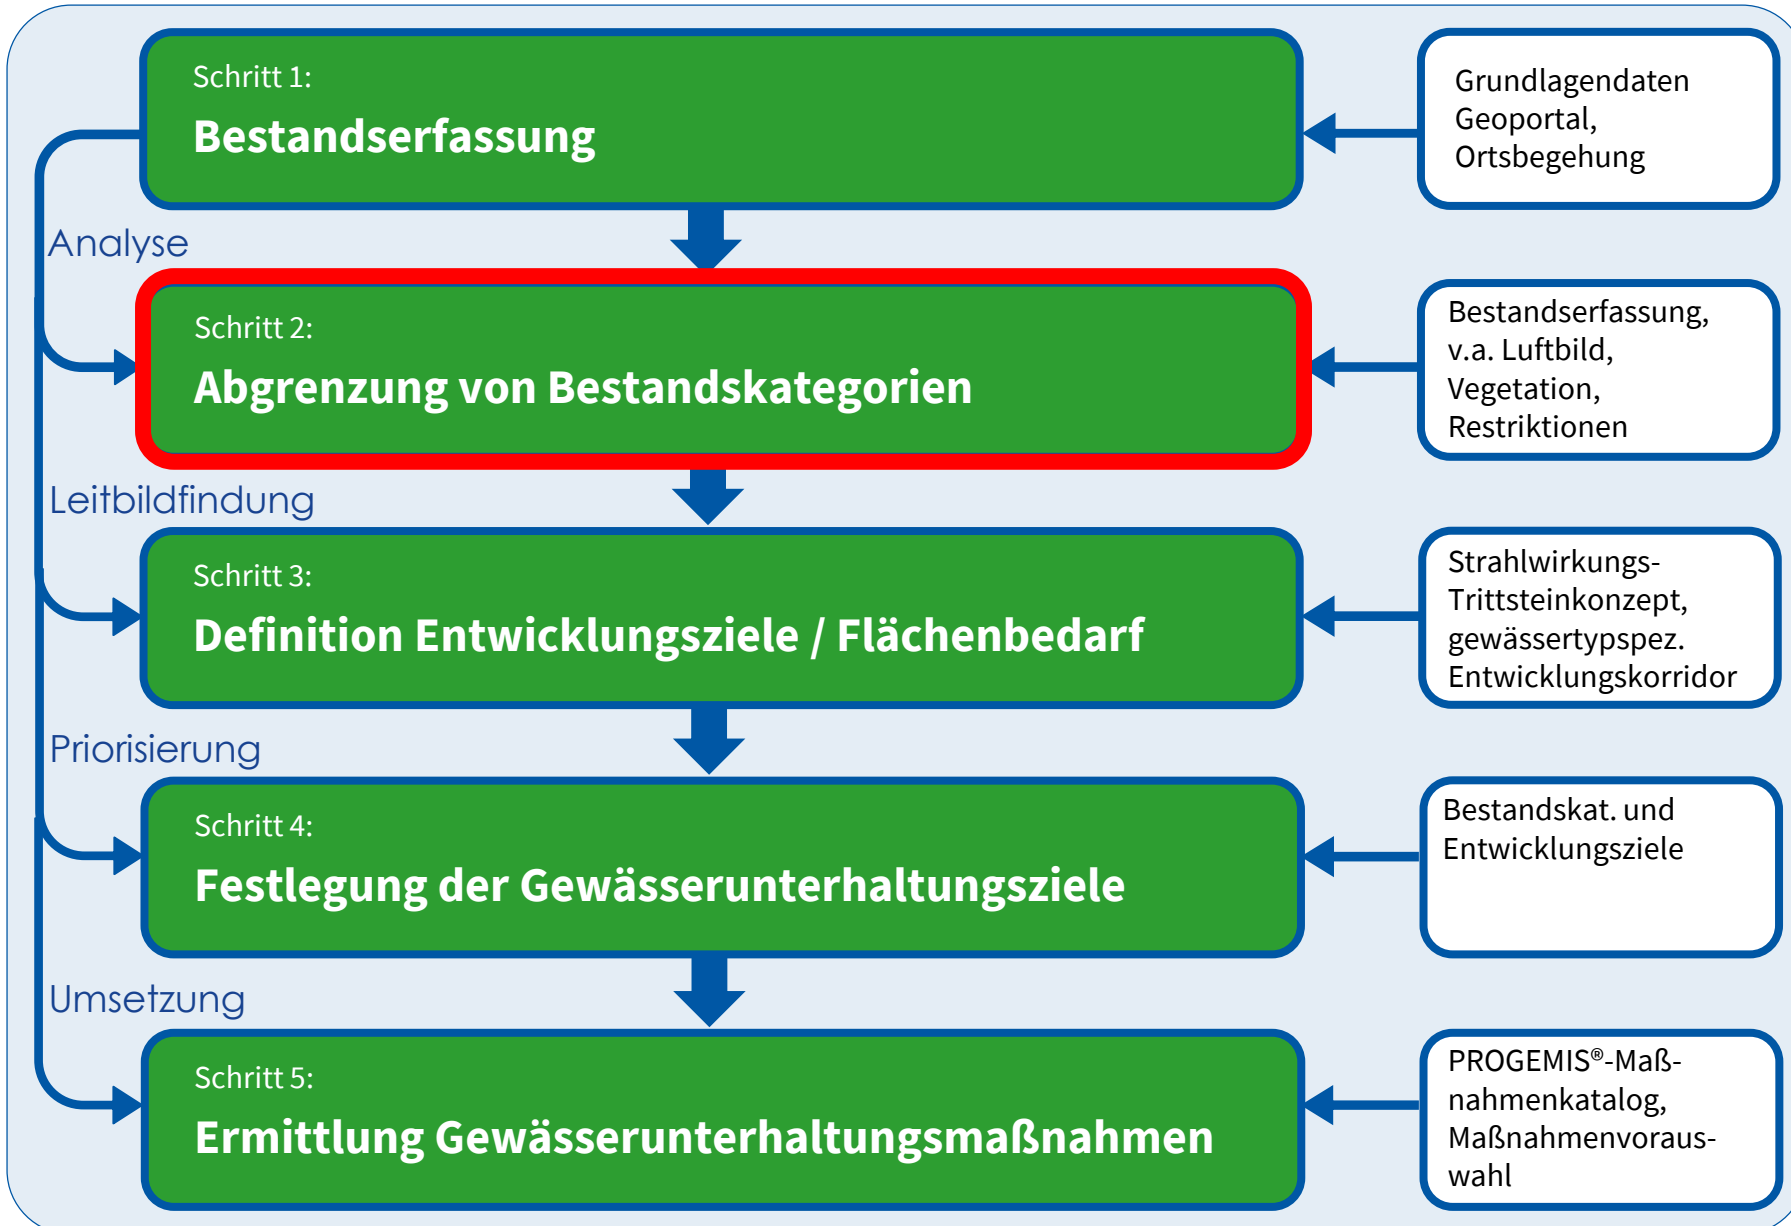 Schritt 1:
Bestandserfassung
Grundlagendaten
Geoportal,
Ortsbegehung
Analyse
Schritt 2:
Abgrenzung von Bestandskategorien
Bestandserfassung,
v.a. Luftbild,
Vegetation,
Restriktionen
Leitbildfindung
Schritt 3:
Definition Entwicklungsziele / Flächenbedarf
Strahlwirkungs-
Trittsteinkonzept,
gewässertypspez.
Entwicklungskorridor
Priorisierung
Schritt 4:
Festlegung der Gewässerunterhaltungsziele
Bestandskat. und
Entwicklungsziele
Umsetzung
Schritt 5:
Ermittlung Gewässerunterhaltungsmaßnahmen
PROGEMIS®-Maß-
nahmenkatalog,
Maßnahmenvoraus-
wahl